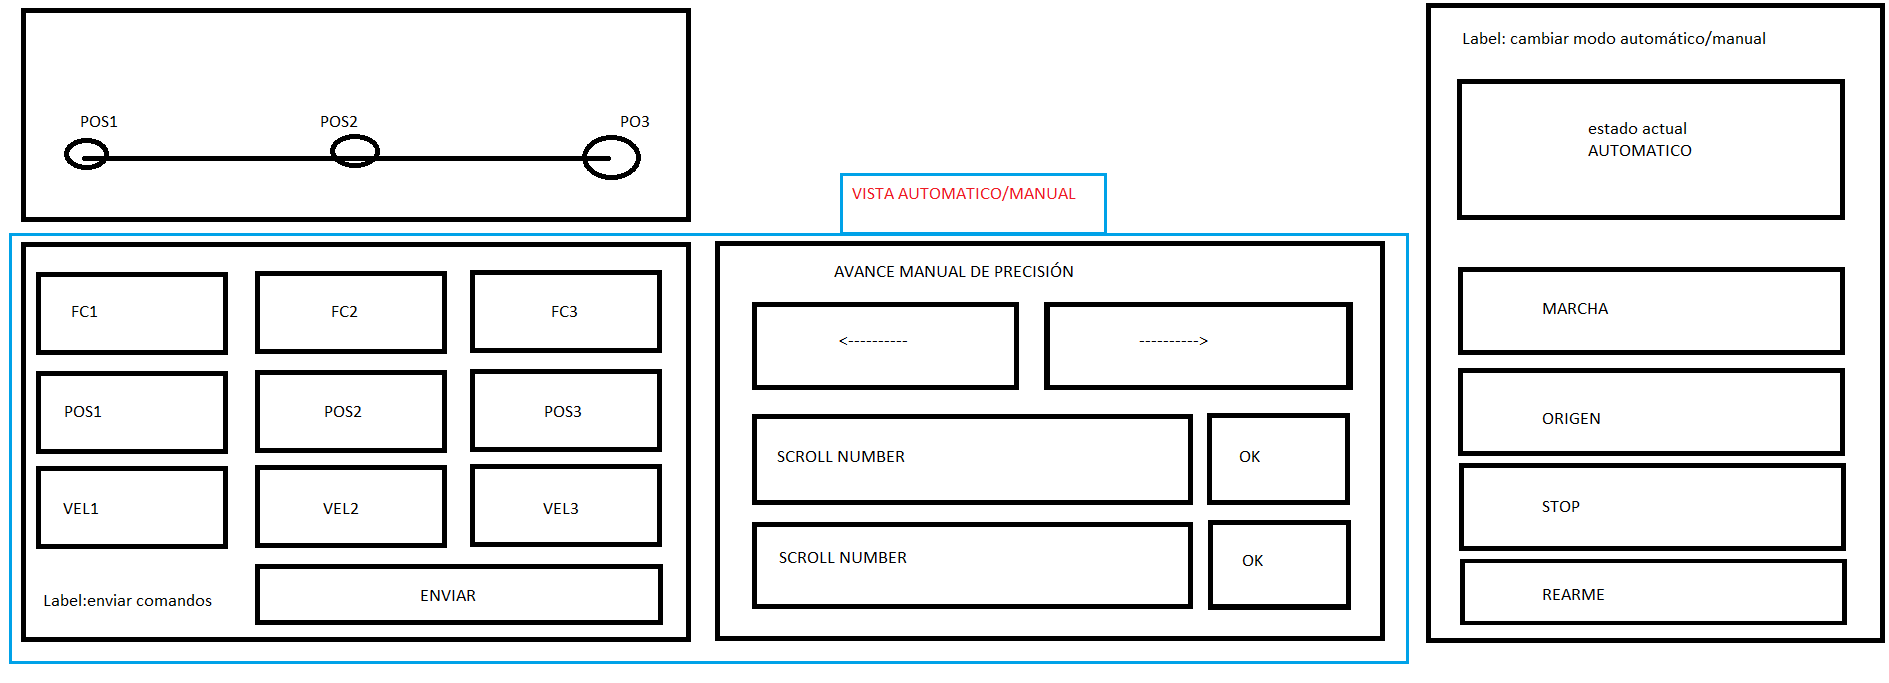 POS1
POS2
PO3
VISTA AUTOMATICO/MANUAL
FC1
FC2
FC3
POS1
POS2
POS3
VEL1
VEL2
VEL3
Label:enviar comandos
ENVIAR
AVANCE MANUAL DE PRECISIÓN
<----------
---------->
SCROLL NUMBER
OK
SCROLL NUMBER
OK
Label: cambiar modo automático/manual
estado actual
AUTOMATICO
MARCHA
ORIGEN
STOP
REARME